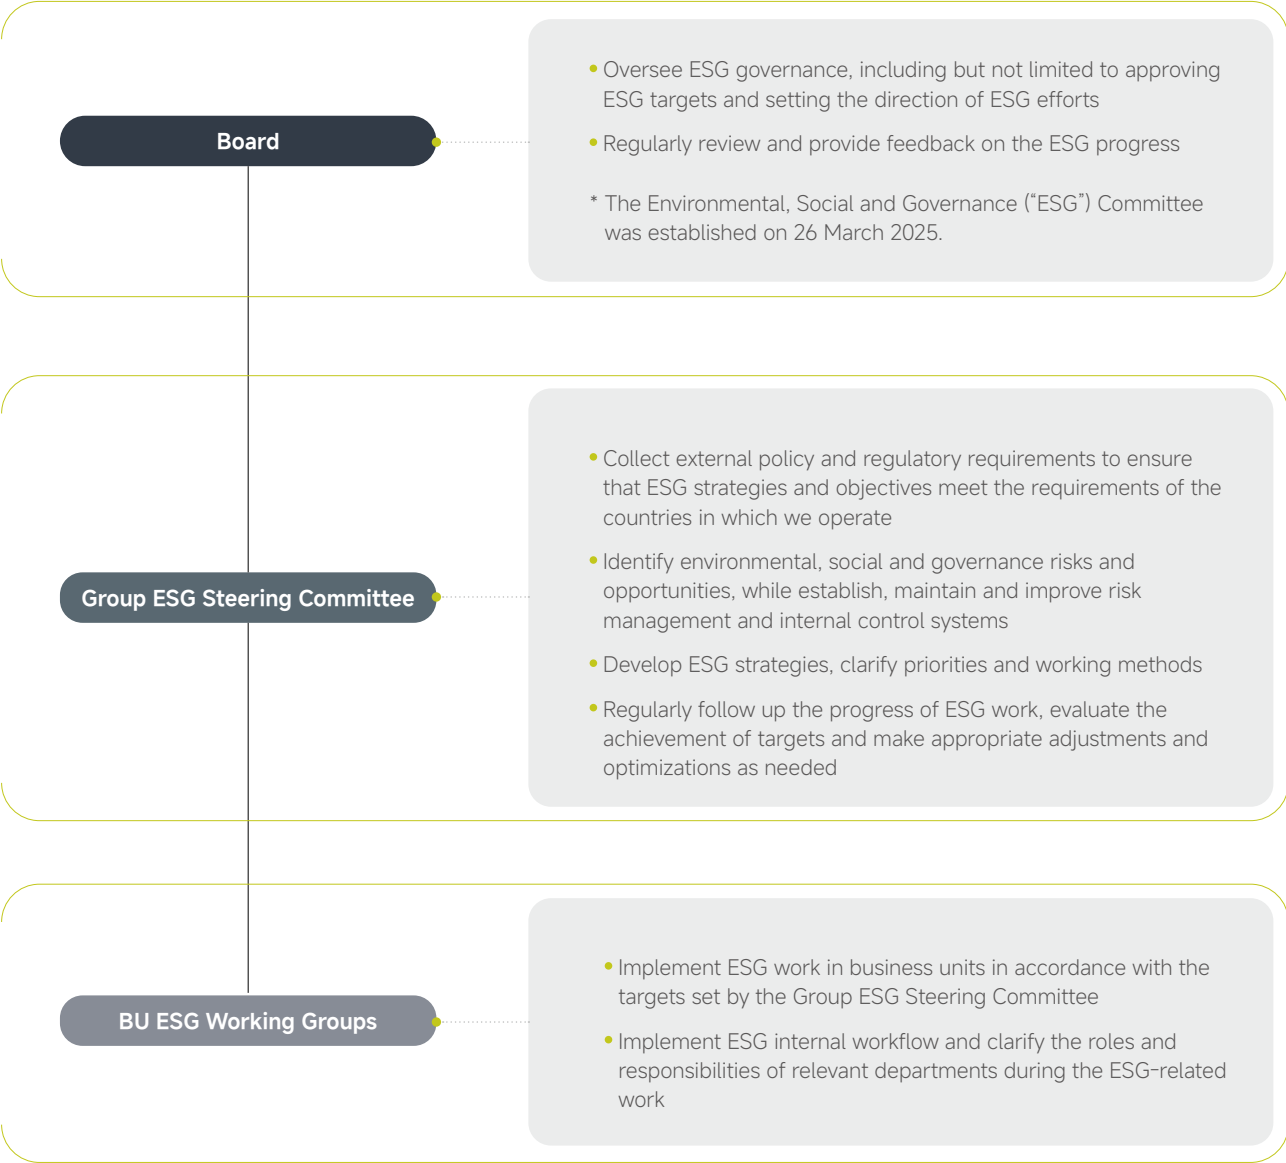 Board
• Oversee ESG governance, including but not limited to approving
ESG targets and setting the direction of ESG efforts
• Regularly review and provide feedback on the ESG progress
* The Environmental, Social and Governance (“ESG”) Committee
was established on 26 March 2025.
Group ESG Steering Committee
• Collect external policy and regulatory requirements to ensure
that ESG strategies and objectives meet the requirements of the
countries in which we operate
• Identify environmental, social and governance risks and
opportunities, while establish, maintain and improve risk
management and internal control systems
• Develop ESG strategies, clarify priorities and working methods
• Regularly follow up the progress of ESG work, evaluate the
achievement of targets and make appropriate adjustments and
optimizations as needed
BU ESG Working Groups
• Implement ESG work in business units in accordance with the
targets set by the Group ESG Steering Committee
• Implement ESG internal workflow and clarify the roles and
responsibilities of relevant departments during the ESG-related
work